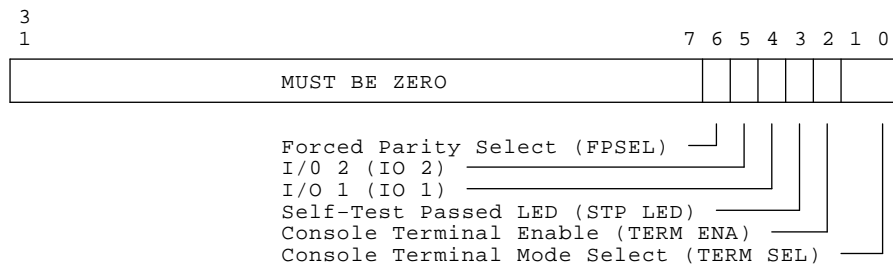 3
1 7 6 5 4 3 2 1 0
MUST BE ZERO
Forced Parity Select (FPSEL)
I/0 2 (IO 2)
I/O 1 (IO 1)
Self-Test Passed LED (STP LED)
Console Terminal Enable (TERM ENA)
Console Terminal Mode Select (TERM SEL)